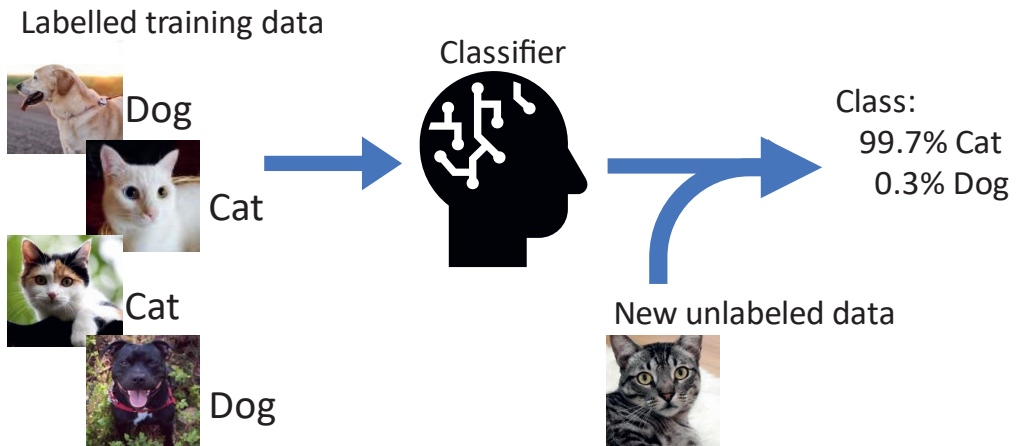 Labelled training data
Dog
Cat
Cat
Dog
Classifier
Class:
99.7% Cat
0.3% Dog
New unlabeled data